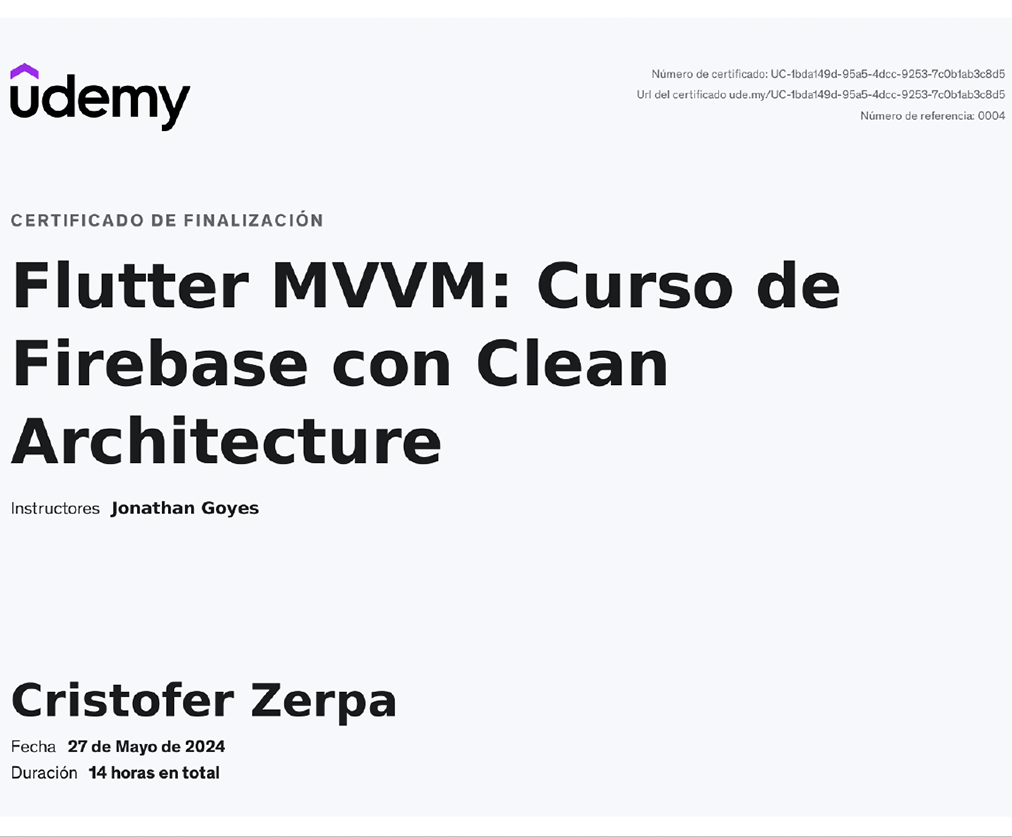 udemy
Número de certificado: UC-1bda149d-95a5-4dcc-9253-7c0b1ab3c8d5
Url del certificado ude.my/UC-1bda149d-95a5-4dcc-9253-7c0b1ab3c8d5
Número de referencia: 0004
CERTIFICADO DE FINALIZACIÓN
Flutter MVVM: Curso de
Firebase con Clean
Architecture
Instructores Jonathan Goyes
Cristofer Zerpa
Fecha 27 de Mayo de 2024
Duración 14 horas en total